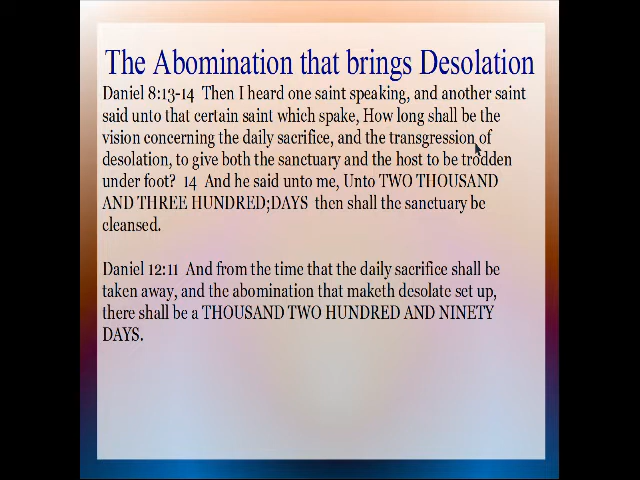 The Abomination that brings Desolation
Daniel 8:13-14  Then I heard one saint speaking, and another saint
said unto that certain saint which spake, How long shall be the
vision concerning the daily sacrifice, and the transgression of
desolation, to give both the sanctuary and the host to be trodden
under foot?  14  And he said unto me, Unto TWO THOUSAND
AND THREE HUNDRED;DAYS  then shall the sanctuary be
cleansed.
Daniel 12:11  And from the time that the daily sacrifice shall be
taken away, and the abomination that maketh desolate set up,
there shall be a THOUSAND TWO HUNDRED AND NINETY
DAYS.